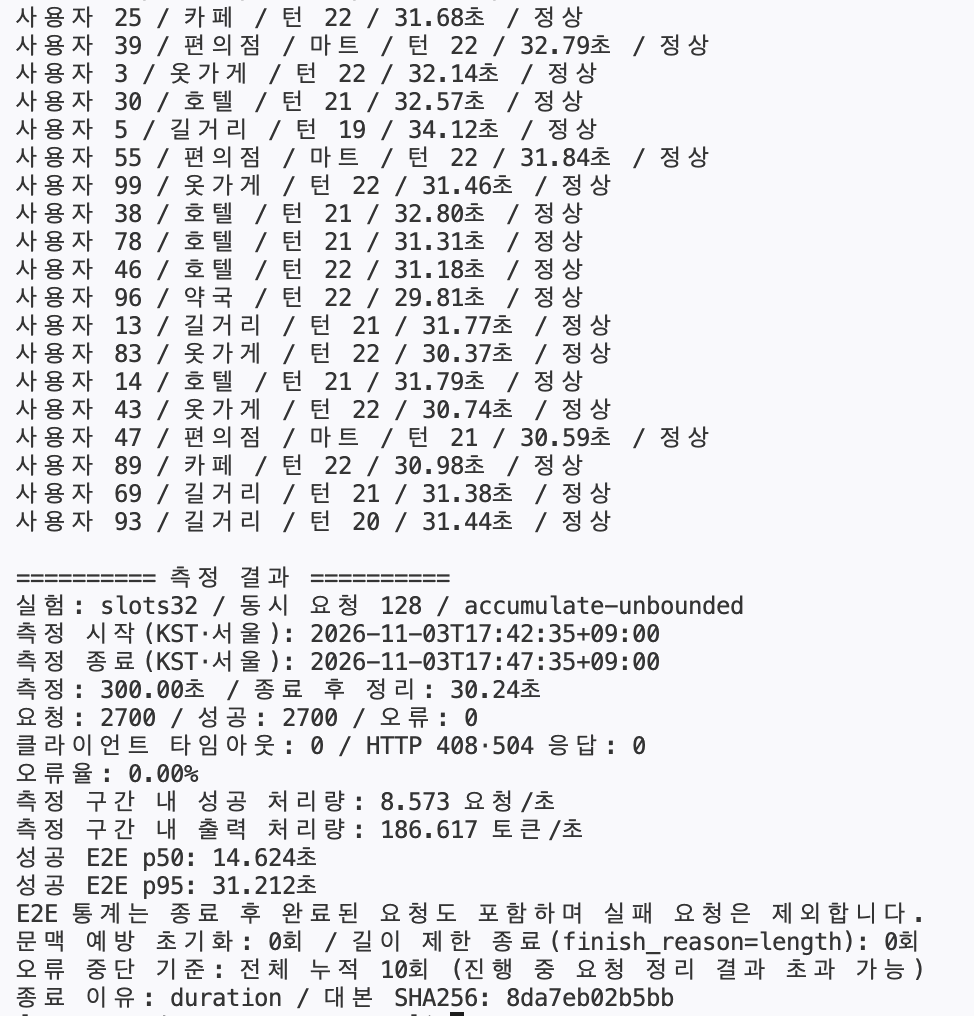 사용자 25 / 카페 / 턴 22 / 31.68초 / 정상
사용자 39 / 편의점 / 마트 / 턴 22 / 32.79초 / 정상
사용자 3 / 옷가게 / 턴 22 / 32.14초 / 정상
사용자 30 / 호텔 / 턴 21 / 32.57초 / 정상
사용자 5 / 길거리 / 턴 19 / 34.12초 / 정상
사용자 55 / 편의점 / 마트 / 턴 22 / 31.84초 / 정상
사용자 99 / 옷가게 / 턴 22 / 31.46초 / 정상
사용자 38 / 호텔 / 턴 21 / 32.80초 / 정상
사용자 78 / 호텔 / 턴 21 / 31.31초 / 정상
사용자 46 / 호텔 / 턴 22 / 31.18초 / 정상
사용자 96 / 약국 / 턴 22 / 29.81초 / 정상
사용자 13 / 길거리 / 턴 21 / 31.77초 / 정상
사용자 83 / 옷가게 / 턴 22 / 30.37초 / 정상
사용자 14 / 호텔 / 턴 21 / 31.79초 / 정상
사용자 43 / 옷가게 / 턴 22 / 30.74초 / 정상
사용자 47 / 편의점 / 마트 / 턴 21 / 30.59초 / 정상
사용자 89 / 카페 / 턴 22 / 30.98초 / 정상
사용자 69 / 길거리 / 턴 21 / 31.38초 / 정상
사용자 93 / 길거리 / 턴 20 / 31.44초 / 정상
========== 측정 결과 ==========
실험: slots32 / 동시 요청 128 / accumulate-unbounded
측정 시작(KST·서울): 2026-11-03T17:42:35+09:00
측정 종료(KST·서울): 2026-11-03T17:47:35+09:00
측정: 300.00초 / 종료 후 정리: 30.24초
요청: 2700 / 성공: 2700 / 오류: 0
클라이언트 타임아웃: 0 / HTTP 408·504 응답: 0
오류율: 0.00%
측정 구간 내 성공 처리량: 8.573 요청/초
측정 구간 내 출력 처리량: 186.617 토큰/초
성공 E2E p50: 14.624초
성공 E2E p95: 31.212초
E2E 통계는 종료 후 완료된 요청도 포함하며 실패 요청은 제외합니다.
문맥 예방 초기화: 0회 / 길이 제한 종료(finish_reason=length): 0회
오류 중단 기준: 전체 누적 10회 (진행 중 요청 정리 결과 초과 가능)
종료 이유: duration / 대본 SHA256: 8da7eb02b5bb